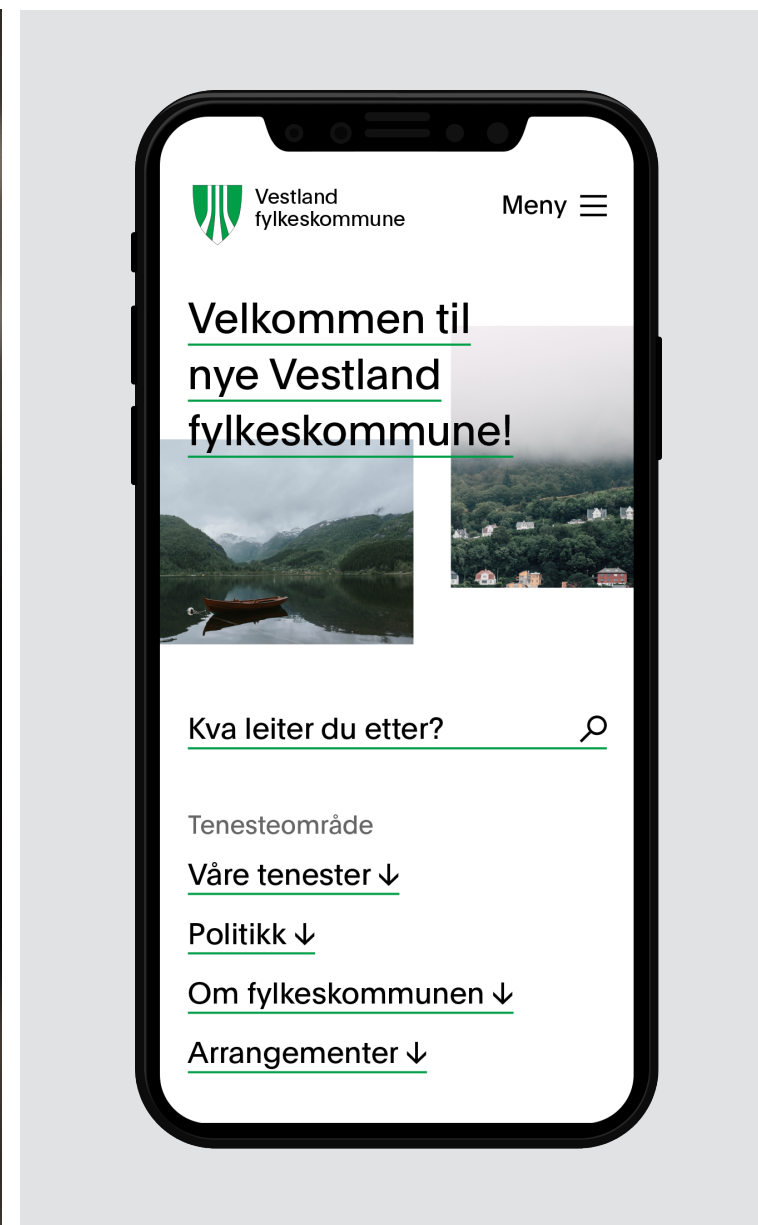 Vestland
fylkeskommune
Meny
Velkommen til
nye Vestland
fylkeskommune!
Kva leiter du etter?
Tenesteområde
Våre tenester ↓
Politikk ↓
Om fylkeskommunen ↓
Arrangementer ↓